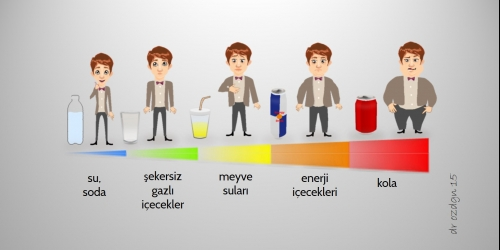 su,
soda
şekersiz
gazlı
içecekler
meyve
suları
enerji
içecekleri
kola
dr ozdgn 15